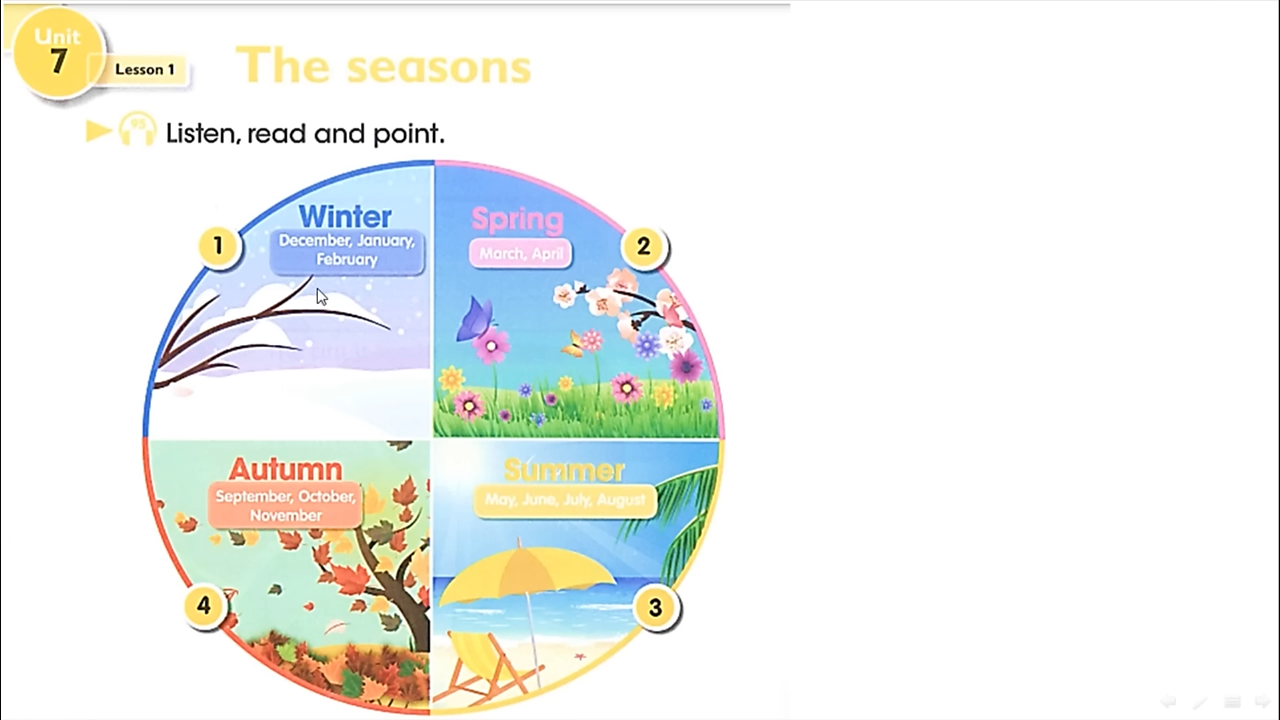 Unit
7
Lesson 1
The seasons
95
Listen, read and point.
1
Winter
December, January,
February
2
Spring
March, April
3
Summer
May, June, July, August
4
Autumn
September, October,
November